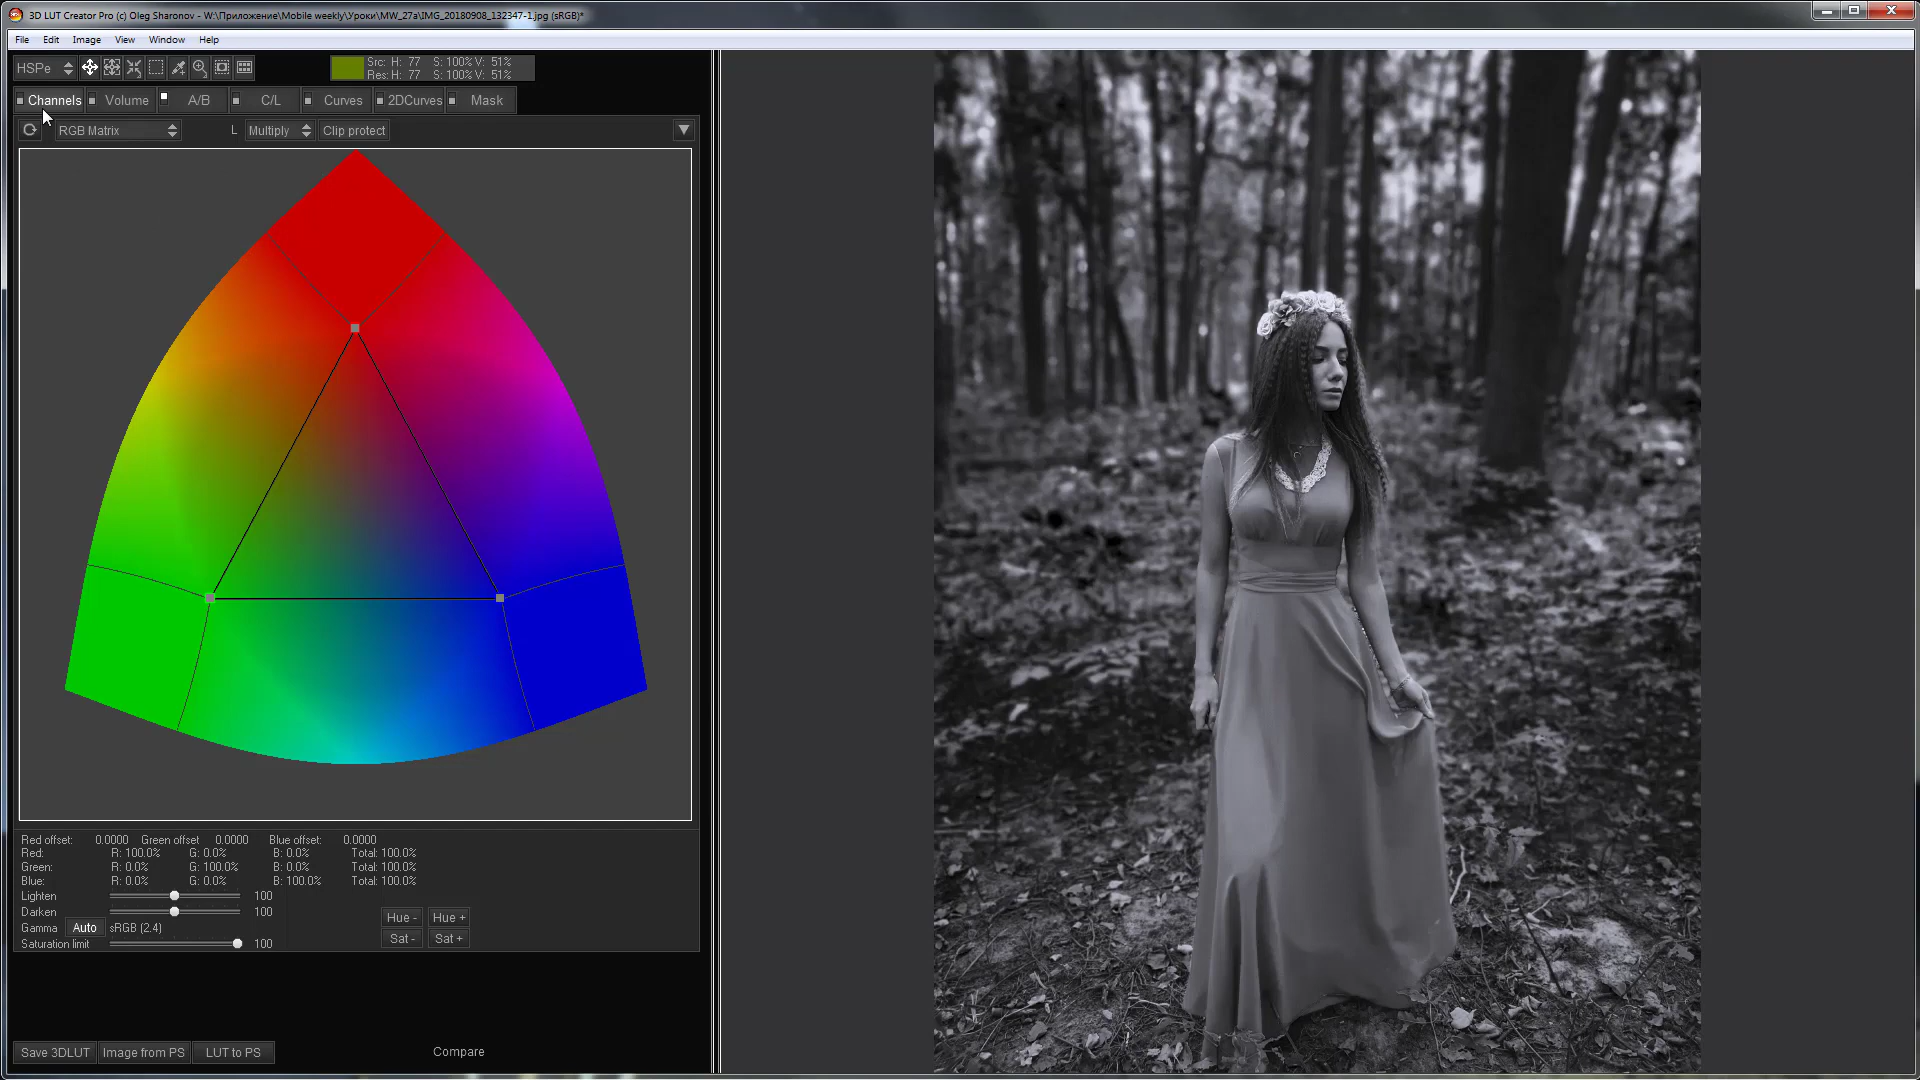 3D LUT Creator Pro (c) Oleg Sharonov - W:\Приложение\Mobile weekly\Уроки\MW_27a\IMG_20180908_132347-1.jpg (sRGB)*
File Edit Image View Window Help
HSPe Src: H: 77 S: 100% V: 51%
Res: H: 77 S: 100% V: 51%
Channels Volume A/B C/L Curves 2DCurves Mask
RGB Matrix L Multiply Clip protect
Red offset: 0.0000 Green offset 0.0000 Blue offset: 0.0000
Red: R: 100.0% G: 0.0% B: 0.0% Total: 100.0%
Green: R: 0.0% G: 100.0% B: 0.0% Total: 100.0%
Blue: R: 0.0% G: 0.0% B: 100.0% Total: 100.0%
Lighten 100
Darken 100
Hue - Hue +
Gamma Auto sRGB (2.4)
Sat - Sat +
Saturation limit 100
Save 3DLUT Image from PS LUT to PS Compare